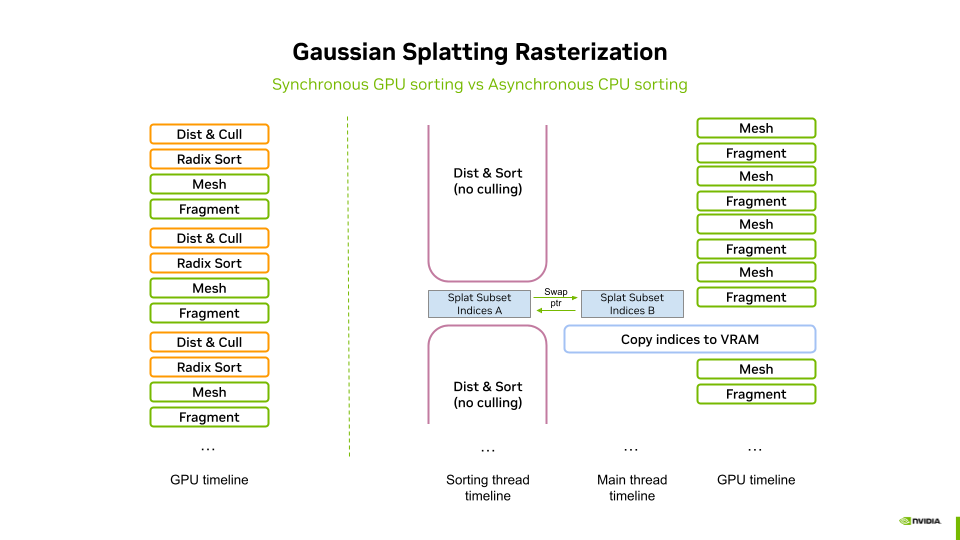 Gaussian Splatting Rasterization
Synchronous GPU sorting vs Asynchronous CPU sorting
Dist & Cull
Radix Sort
Mesh
Fragment
Dist & Cull
Radix Sort
Mesh
Fragment
Dist & Cull
Radix Sort
Mesh
Fragment
...
GPU timeline
Dist & Sort
(no culling)
Splat Subset
Indices A
Swap
ptr
Splat Subset
Indices B
Dist & Sort
(no culling)
...
Sorting thread
timeline
...
Main thread
timeline
Mesh
Fragment
Mesh
Fragment
Mesh
Fragment
Mesh
Fragment
Copy indices to VRAM
Mesh
Fragment
...
GPU timeline
NVIDIA